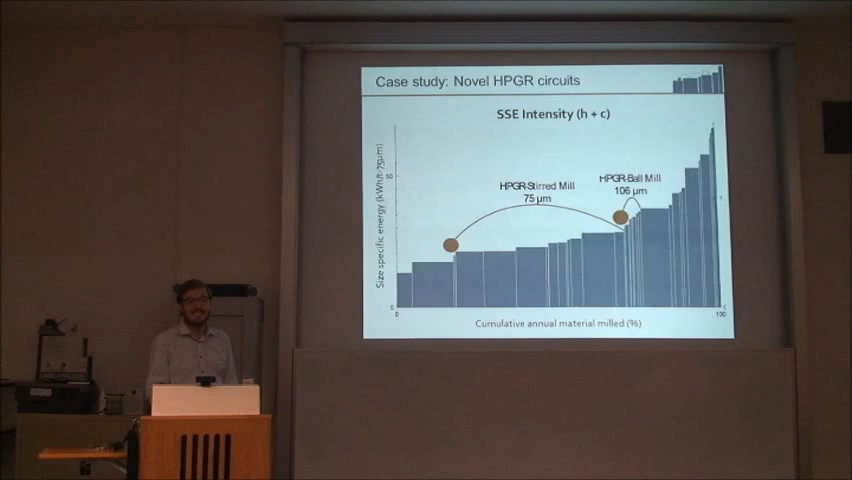 Case study: Novel HPGR circuits
SSE Intensity (h + c)
Size specific energy (kWh/t-75µm)
50
0
HPGR-Stirred Mill
75 µm
HPGR-Ball Mill
106 µm
0
100
Cumulative annual material milled (%)